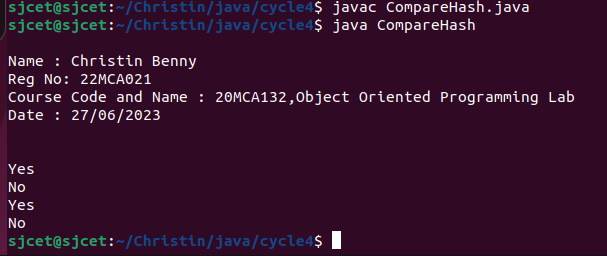 sjcet@sjcet:~/Christin/java/cycle4$ javac CompareHash.java
sjcet@sjcet:~/Christin/java/cycle4$ java CompareHash
Name : Christin Benny
Reg No: 22MCA021
Course Code and Name : 20MCA132,Object Oriented Programming Lab
Date : 27/06/2023
Yes
No
Yes
No
sjcet@sjcet:~/Christin/java/cycle4$